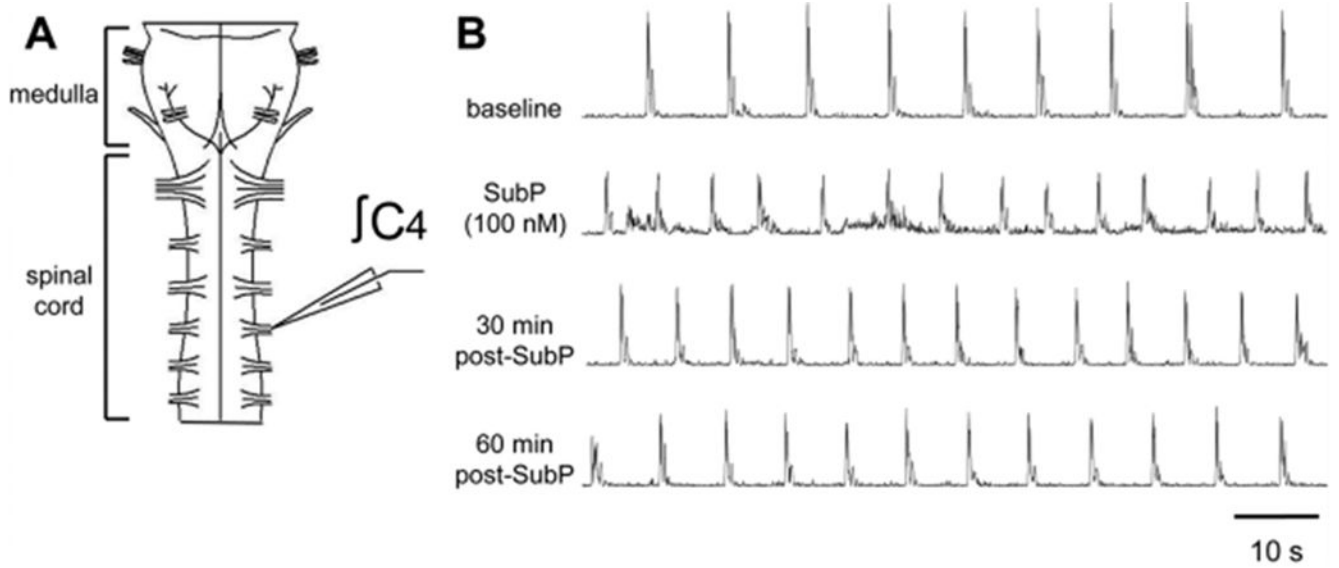 A
medulla
spinal
cord
∫C4
B
baseline
SubP
(100 nM)
30 min
post-SubP
60 min
post-SubP
10 s